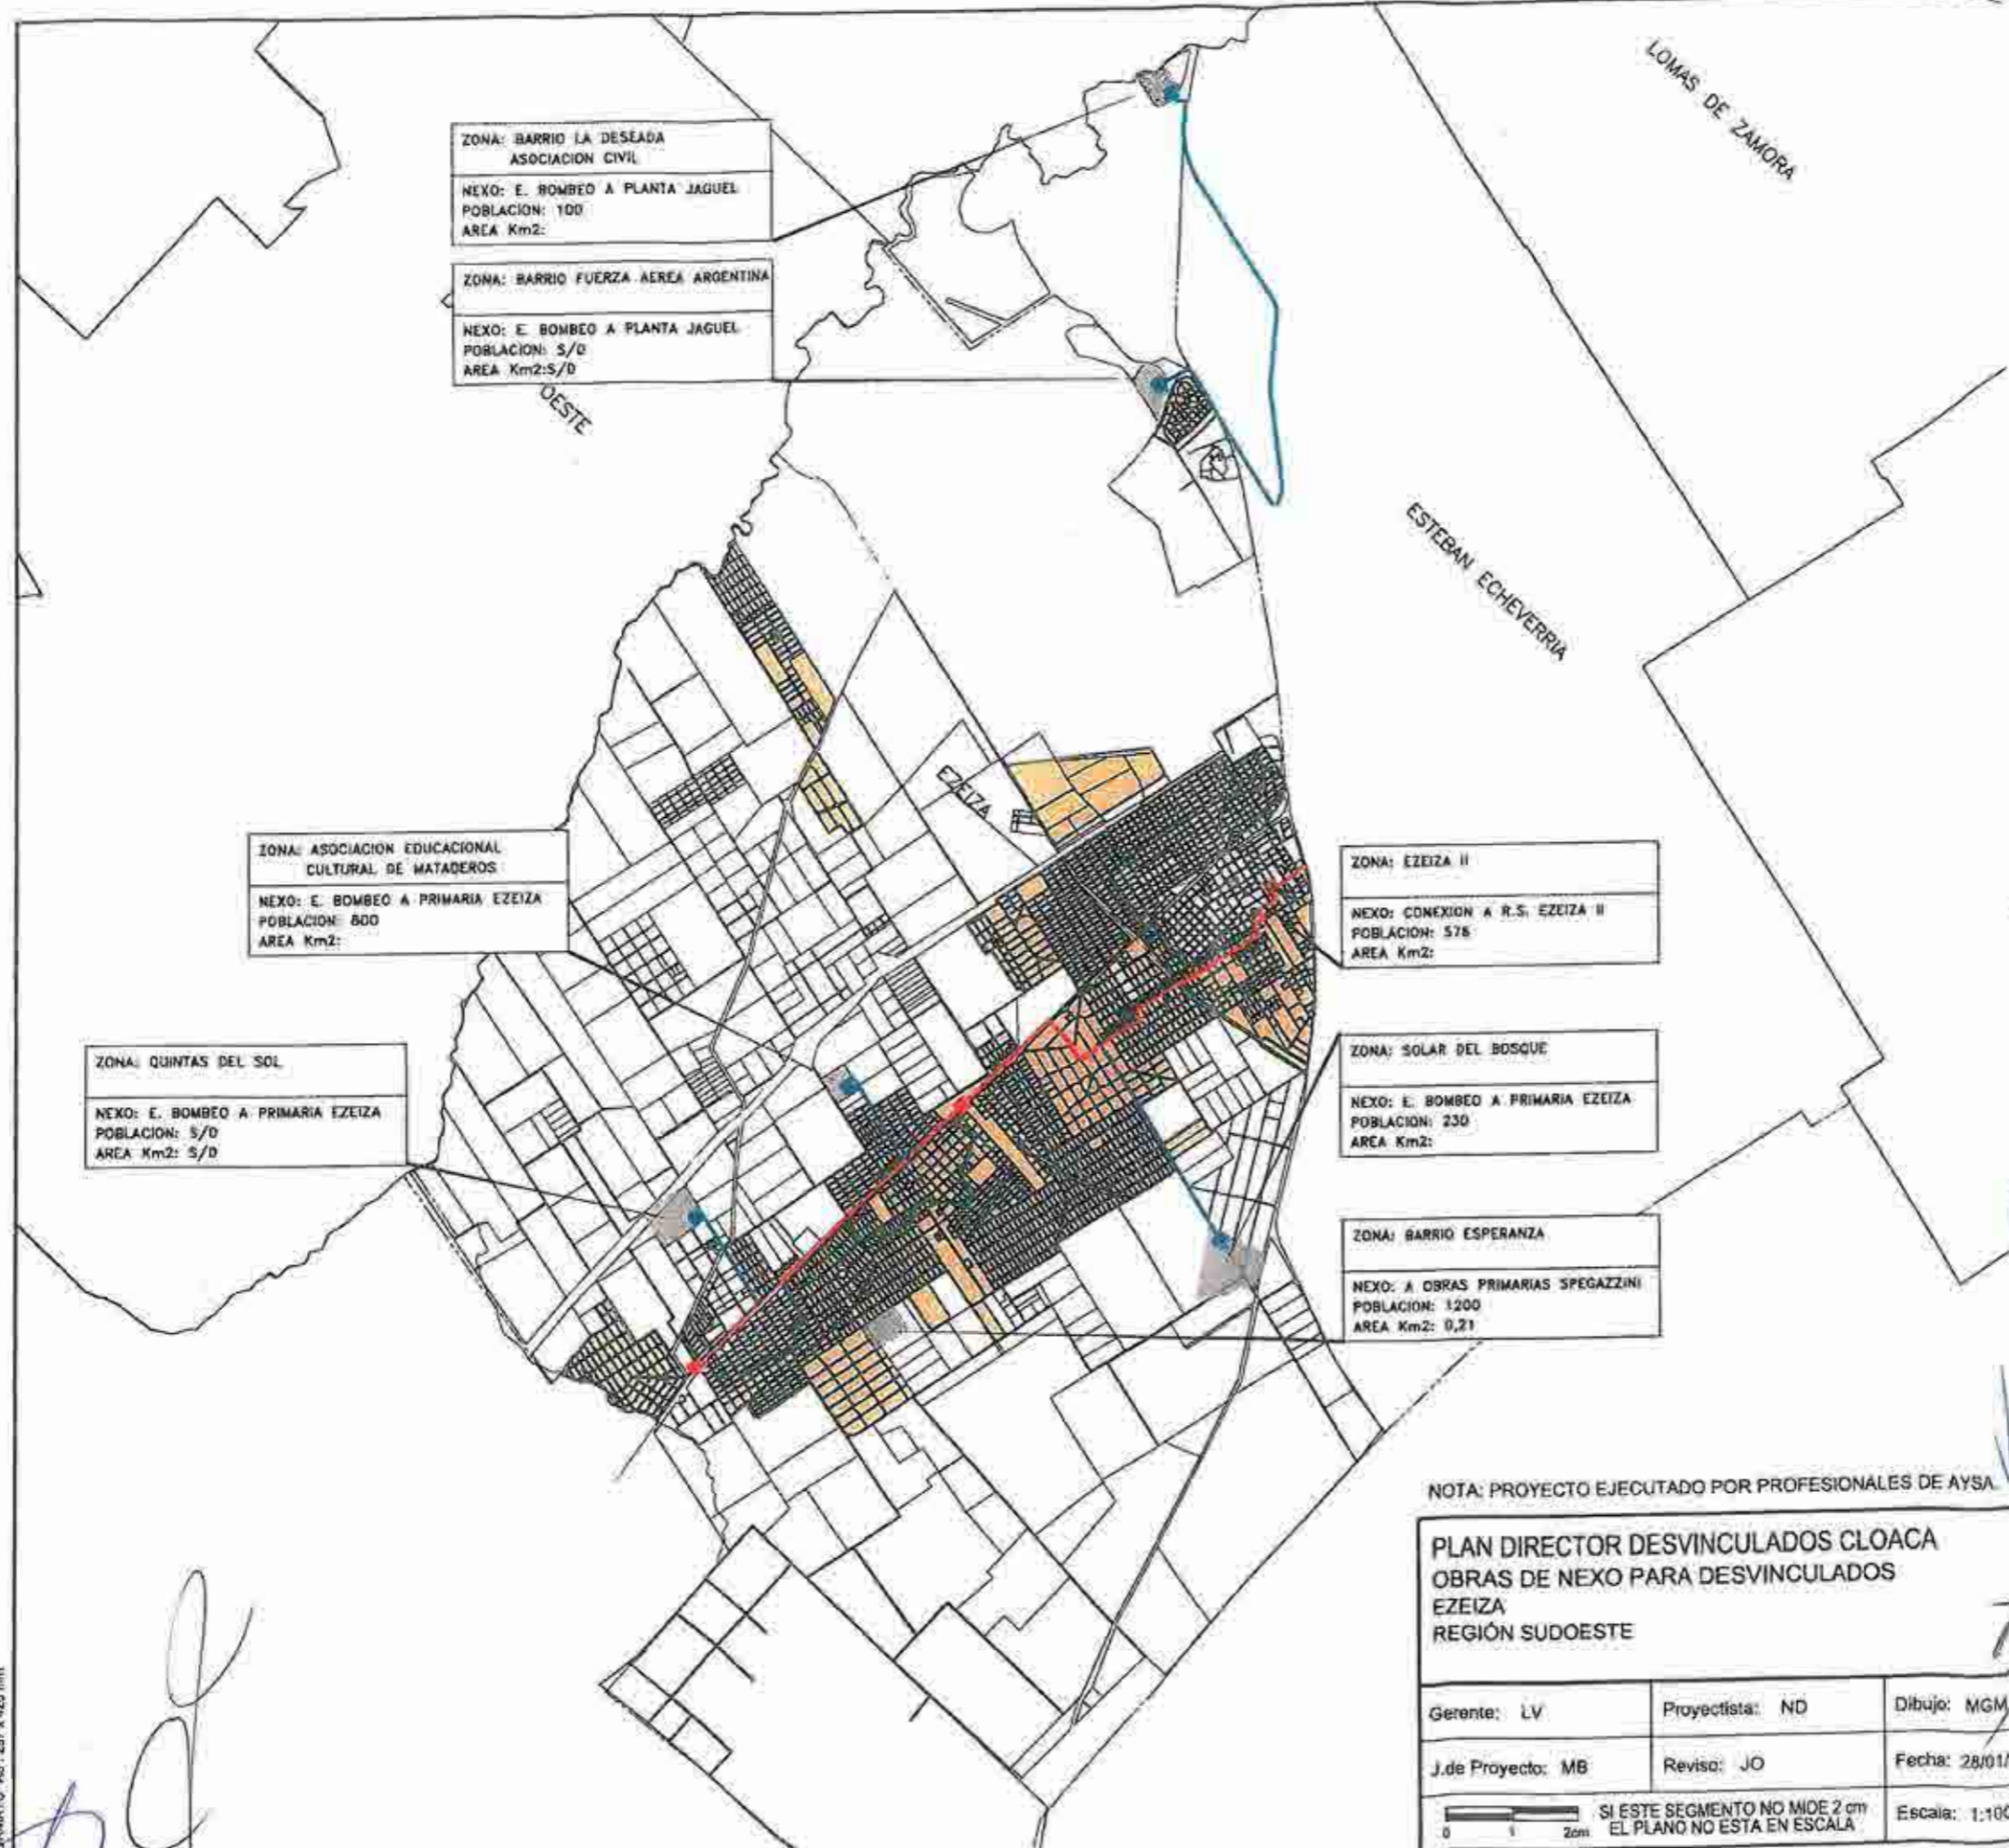 LOMAS DE ZAMORA
ZONA: BARRIO LA DESEADA
ASOCIACION CIVIL
NEXO: E. BOMBEO A PLANTA JAGUEL
POBLACION: 100
AREA Km2:
ZONA: BARRIO FUERZA AEREA ARGENTINA
NEXO: E. BOMBEO A PLANTA JAGUEL
POBLACION: S/D
AREA Km2:S/D
OESTE
ESTEBAN ECHEVERRIA
EZEIZA
ZONA: ASOCIACION EDUCACIONAL
CULTURAL DE MATADEROS
NEXO: E. BOMBEO A PRIMARIA EZEIZA
POBLACION: 800
AREA Km2:
ZONA: EZEIZA II
NEXO: CONEXION A R.S. EZEIZA II
POBLACION: 576
AREA Km2:
ZONA: QUINTAS DEL SOL
NEXO: E. BOMBEO A PRIMARIA EZEIZA
POBLACION: S/D
AREA Km2: S/D
ZONA: SOLAR DEL BOSQUE
NEXO: E. BOMBEO A PRIMARIA EZEIZA
POBLACION: 230
AREA Km2:
ZONA: BARRIO ESPERANZA
NEXO: A OBRAS PRIMARIAS SPEGAZZINI
POBLACION: 1200
AREA Km2: 0,21
NOTA: PROYECTO EJECUTADO POR PROFESIONALES DE AYSA.
PLAN DIRECTOR DESVINCULADOS CLOACA
OBRAS DE NEXO PARA DESVINCULADOS
EZEIZA
REGIÓN SUDOESTE
Gerente: LV
Proyectista: ND
Dibujo: MGM
J.de Proyecto: MB
Reviso: JO
Fecha: 28/01/
0 1 2cm
SI ESTE SEGMENTO NO MIDE 2 cm
EL PLANO NO ESTA EN ESCALA
Escala: 1:100